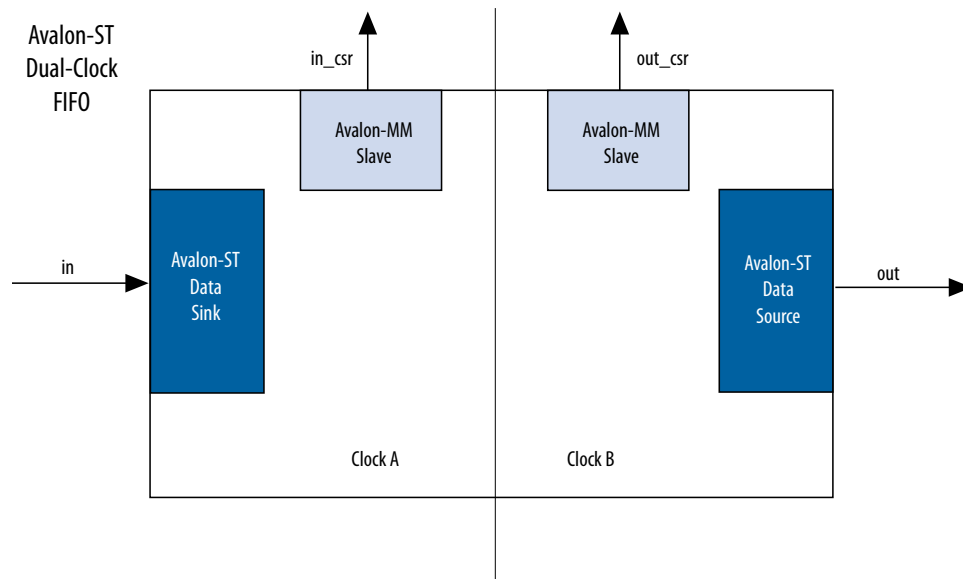 Avalon-ST
Dual-Clock
FIFO
in_csr
out_csr
Avalon-MM
Slave
Avalon-MM
Slave
in
Avalon-ST
Data
Sink
Avalon-ST
Data
Source
out
Clock A
Clock B